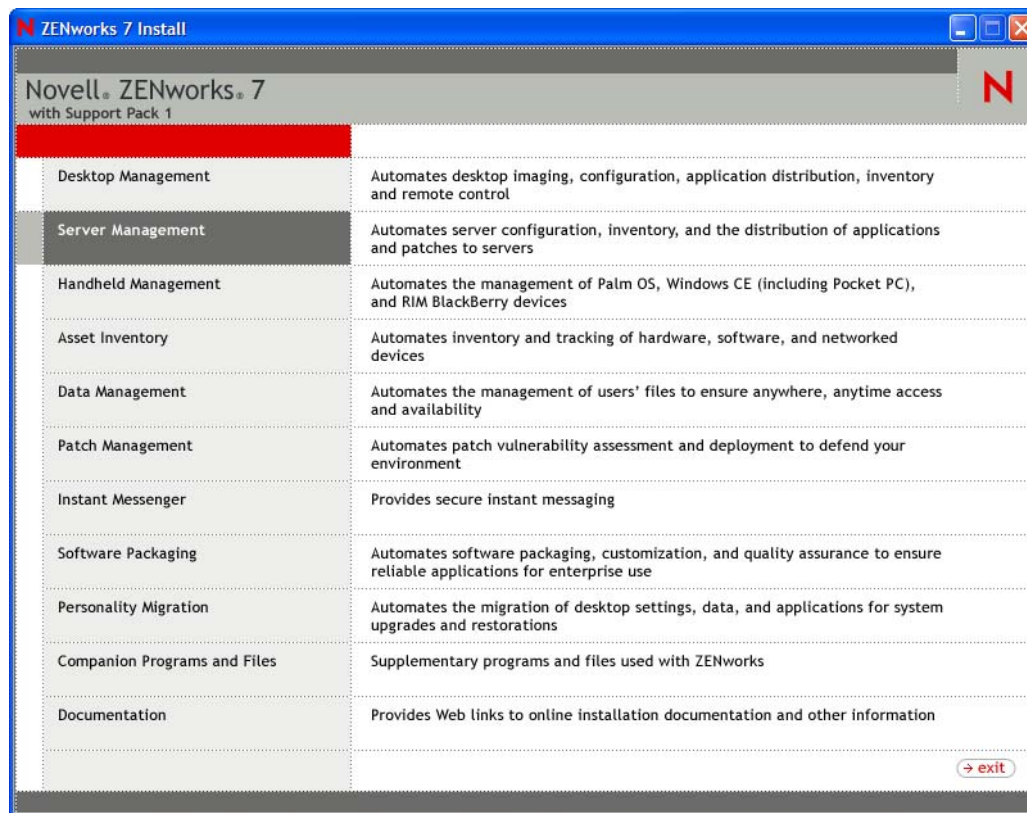 N ZENworks 7 Install
Novell® ZENworks® 7
with Support Pack 1
N
Desktop Management
Automates desktop imaging, configuration, application distribution, inventory
and remote control
Server Management
Automates server configuration, inventory, and the distribution of applications
and patches to servers
Handheld Management
Automates the management of Palm OS, Windows CE (including Pocket PC),
and RIM BlackBerry devices
Asset Inventory
Automates inventory and tracking of hardware, software, and networked
devices
Data Management
Automates the management of users' files to ensure anywhere, anytime access
and availability
Patch Management
Automates patch vulnerability assessment and deployment to defend your
environment
Instant Messenger
Provides secure instant messaging
Software Packaging
Automates software packaging, customization, and quality assurance to ensure
reliable applications for enterprise use
Personality Migration
Automates the migration of desktop settings, data, and applications for system
upgrades and restorations
Companion Programs and Files
Supplementary programs and files used with ZENworks
Documentation
Provides Web links to online installation documentation and other information
→ exit